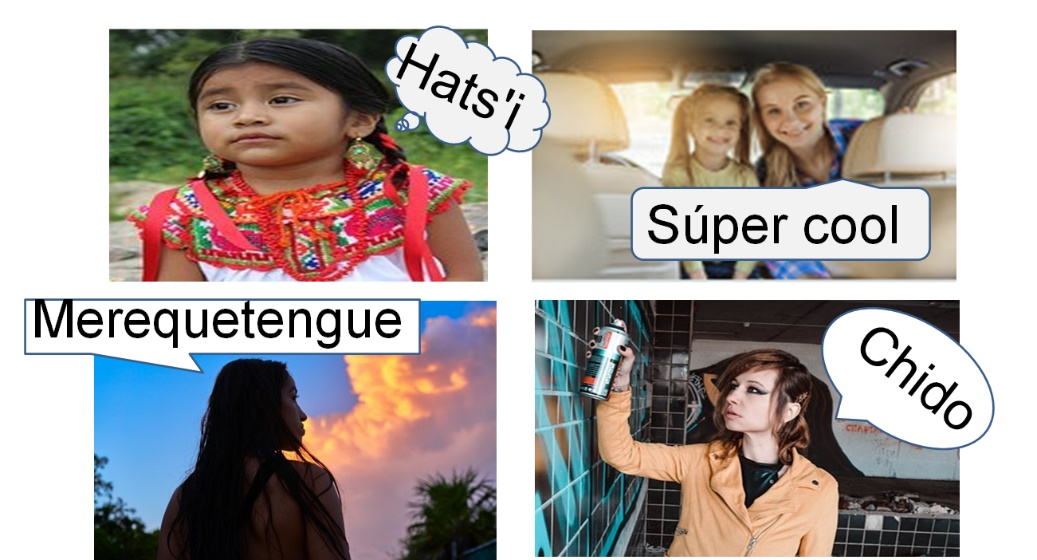 Hats'i
Súper cool
Merequetengue
Chido